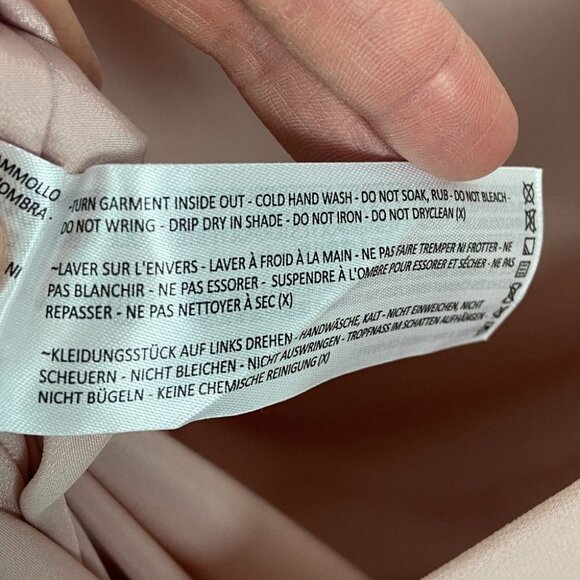 AMMOLLO
OMBRA -
NI
~TURN GARMENT INSIDE OUT - COLD HAND WASH - DO NOT SOAK, RUB - DO NOT BLEACH -
DO NOT WRING - DRIP DRY IN SHADE - DO NOT IRON - DO NOT DRYCLEAN (X)
~LAVER SUR L'ENVERS - LAVER À FROID À LA MAIN - NE PAS FAIRE TREMPER NI FROTTER - NE
PAS BLANCHIR - NE PAS ESSORER - SUSPENDRE À L'OMBRE POUR ESSORER ET SÉCHER - NE PAS
REPASSER - NE PAS NETTOYER À SEC (X)
~KLEIDUNGSSTÜCK AUF LINKS DREHEN - HANDWÄSCHE, KALT - NICHT EINWEICHEN, NICHT
SCHEUERN - NICHT BLEICHEN - NICHT AUSWRINGEN - TROPFNASS IM SCHATTEN AUFHÄNGEN -
NICHT BÜGELN - KEINE CHEMISCHE REINIGUNG (X)